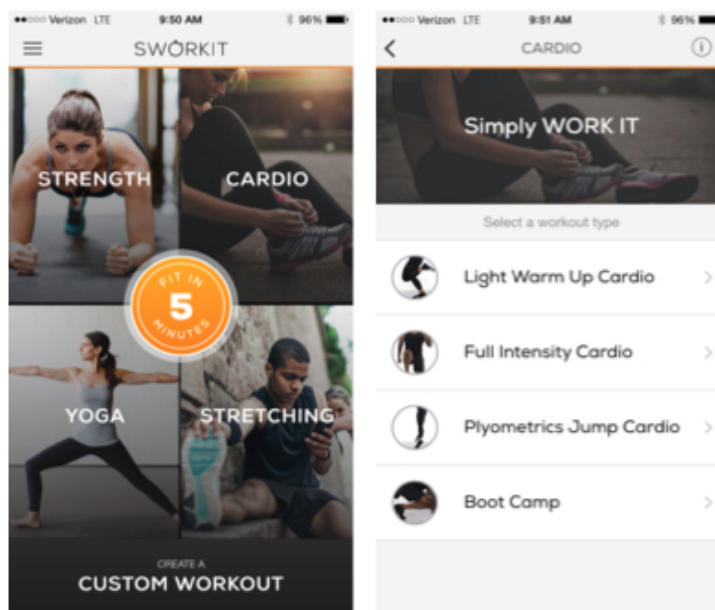 Verizon LTE 9:50 AM 96%
SWORKIT
STRENGTH
CARDIO
FIT IN
5
MINUTES
YOGA
STRETCHING
CREATE A
CUSTOM WORKOUT
Verizon LTE 9:51 AM 96%
CARDIO
i
Simply WORK IT
Select a workout type
Light Warm Up Cardio
Full Intensity Cardio
Plyometrics Jump Cardio
Boot Camp